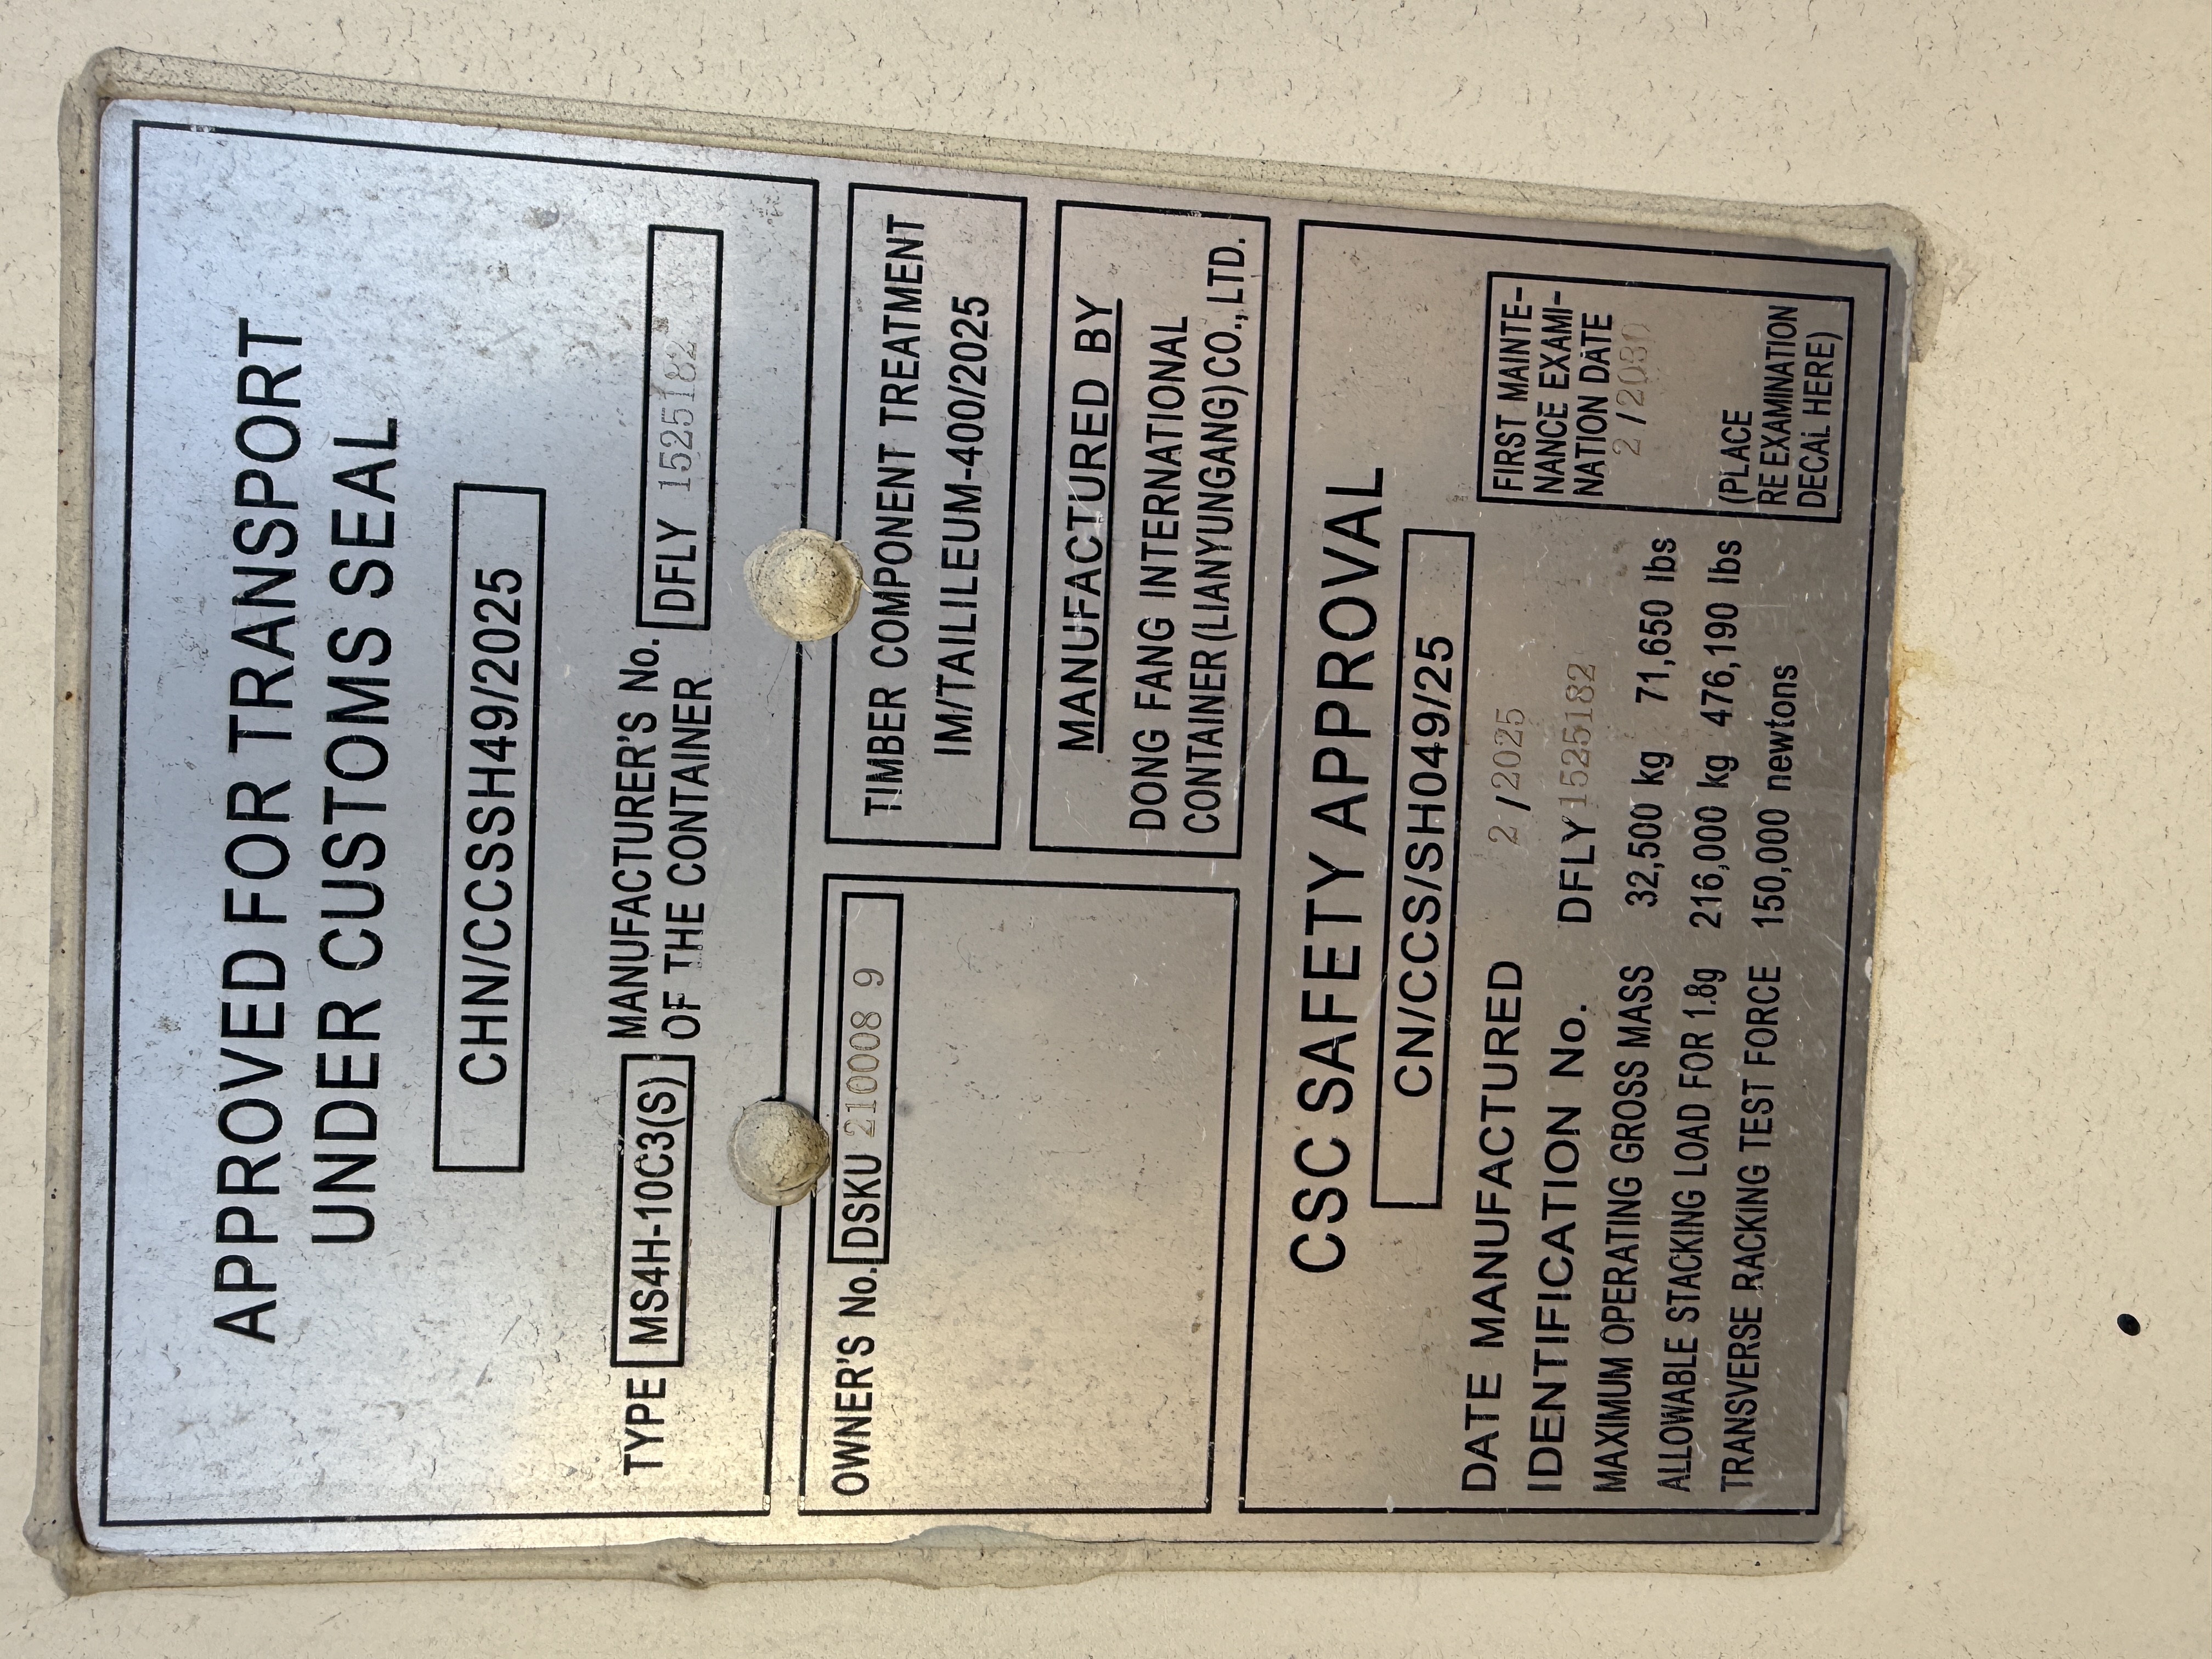 APPROVED FOR TRANSPORT
UNDER CUSTOMS SEAL
CHN/CCSSH49/2025
TYPE MS4H-10C3(S) MANUFACTURER'S No.
OF THE CONTAINER DFLY 1525182
OWNER'S No. DSKU 210008 9
TIMBER COMPONENT TREATMENT
IM/TAILILEUM-400/2025
MANUFACTURED BY
DONG FANG INTERNATIONAL
CONTAINER(LIANYUNGANG)CO.,LTD.
CSC SAFETY APPROVAL
CN/CCS/SH049/25
DATE MANUFACTURED 2 /2025
IDENTIFICATION No. DFLY1525182
MAXIMUM OPERATING GROSS MASS 32,500 kg 71,650 lbs
ALLOWABLE STACKING LOAD FOR 1.8g 216,000 kg 476,190 lbs
TRANSVERSE RACKING TEST FORCE 150,000 newtons
FIRST MAINTE-
NANCE EXAMI-
NATION DATE
2 /2030
(PLACE
REEXAMINATION
DECAL HERE)